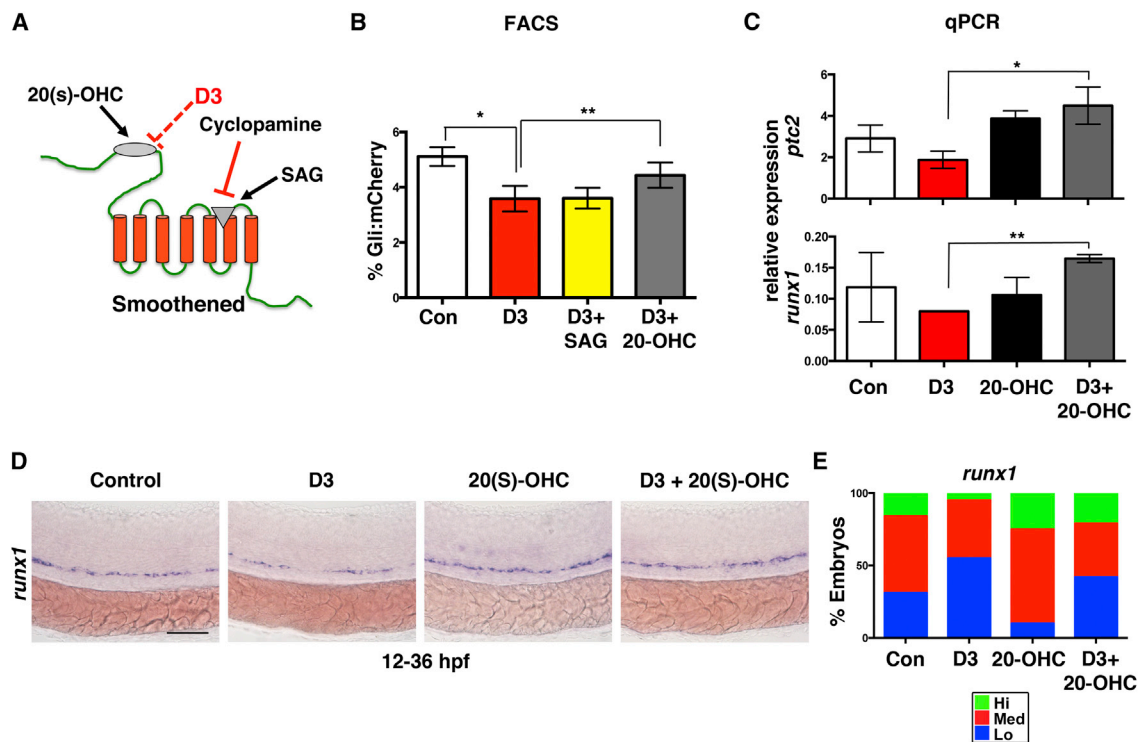 A
20(s)-OHC
D3
Cyclopamine
SAG
Smoothened
B
FACS
% Gli:mCherry
6
4
2
0
*
**
Con
D3
D3+
SAG
D3+
20-OHC
C
qPCR
relative expression
ptc2
6
4
2
0
*
runx1
0.20
0.15
0.10
0.05
0.00
**
Con
D3
20-OHC
D3+
20-OHC
D
Control
D3
20(S)-OHC
D3 + 20(S)-OHC
runx1
12-36 hpf
E
runx1
% Embryos
100
50
0
Con
D3
20-OHC
D3+
20-OHC
Hi
Med
Lo